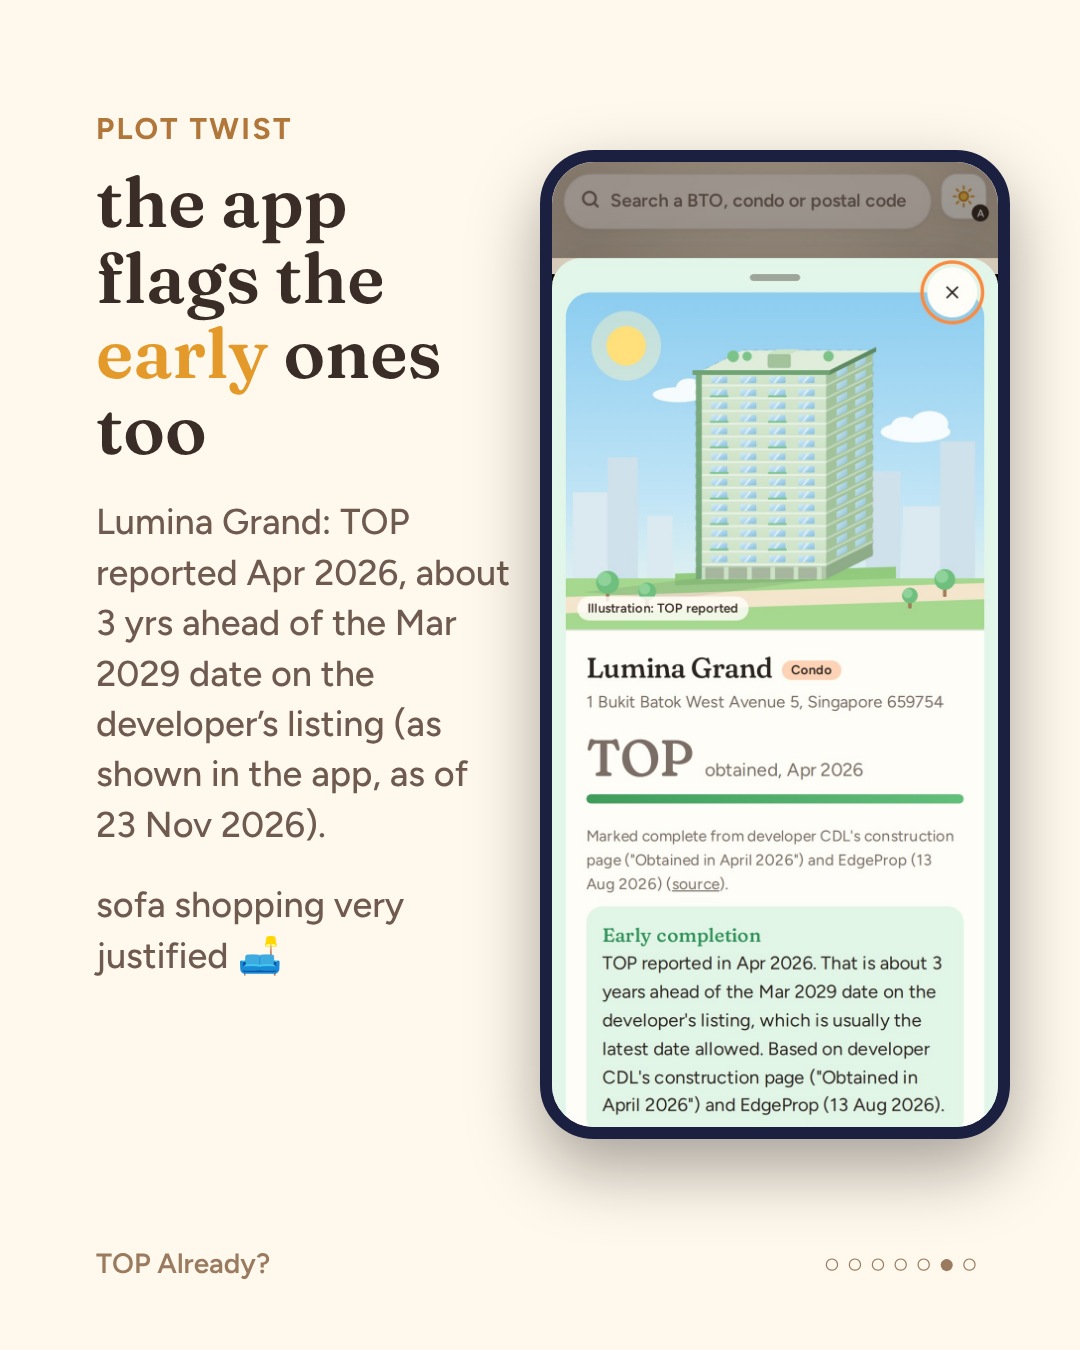 PLOT TWIST
the app
flags the
early ones
too
Lumina Grand: TOP
reported Apr 2026, about
3 yrs ahead of the Mar
2029 date on the
developer’s listing (as
shown in the app, as of
23 Nov 2026).
sofa shopping very
justified 🛋️
Search a BTO, condo or postal code
A
Illustration: TOP reported
Lumina Grand Condo
1 Bukit Batok West Avenue 5, Singapore 659754
TOP obtained, Apr 2026
Marked complete from developer CDL's construction
page ("Obtained in April 2026") and EdgeProp (13
Aug 2026) (source).
Early completion
TOP reported in Apr 2026. That is about 3
years ahead of the Mar 2029 date on the
developer's listing, which is usually the
latest date allowed. Based on developer
CDL's construction page ("Obtained in
April 2026") and EdgeProp (13 Aug 2026).
TOP Already?